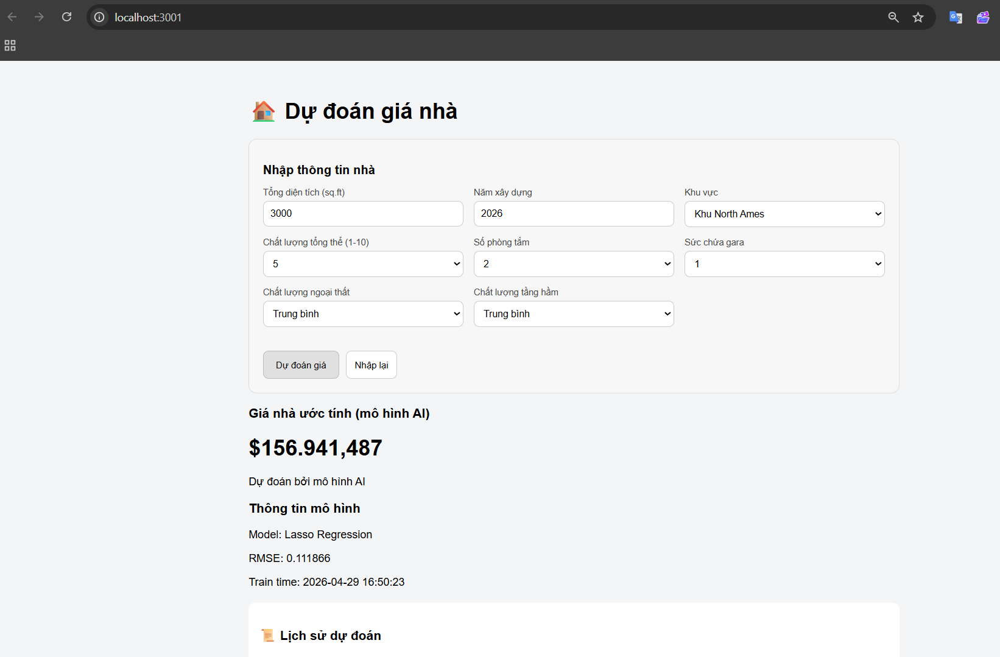 localhost:3001
Dự đoán giá nhà
Nhập thông tin nhà
Tổng diện tích (sq.ft)
3000
Năm xây dựng
2026
Khu vực
Khu North Ames
Chất lượng tổng thể (1-10)
5
Số phòng tắm
2
Sức chứa gara
1
Chất lượng ngoại thất
Trung bình
Chất lượng tầng hầm
Trung bình
Dự đoán giá
Nhập lại
Giá nhà ước tính (mô hình AI)
$156.941,487
Dự đoán bởi mô hình AI
Thông tin mô hình
Model: Lasso Regression
RMSE: 0.111866
Train time: 2026-04-29 16:50:23
Lịch sử dự đoán